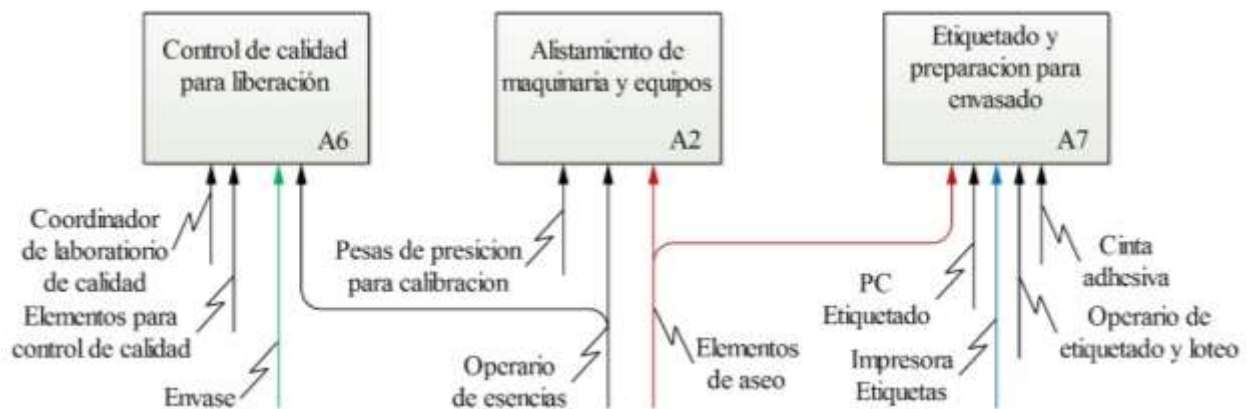 Control de calidad
para liberación
A6
Alistamiento de
maquinaria y equipos
A2
Etiquetado y
preparacion para
envasado
A7
Coordinador
de laboratiorio
de calidad
Elementos para
control de calidad
Envase
Pesas de presicion
para calibracion
Operario
de esencias
Elementos
de aseo
PC
Etiquetado
Impresora
Etiquetas
Cinta
adhesiva
Operario de
etiquetado y loteo